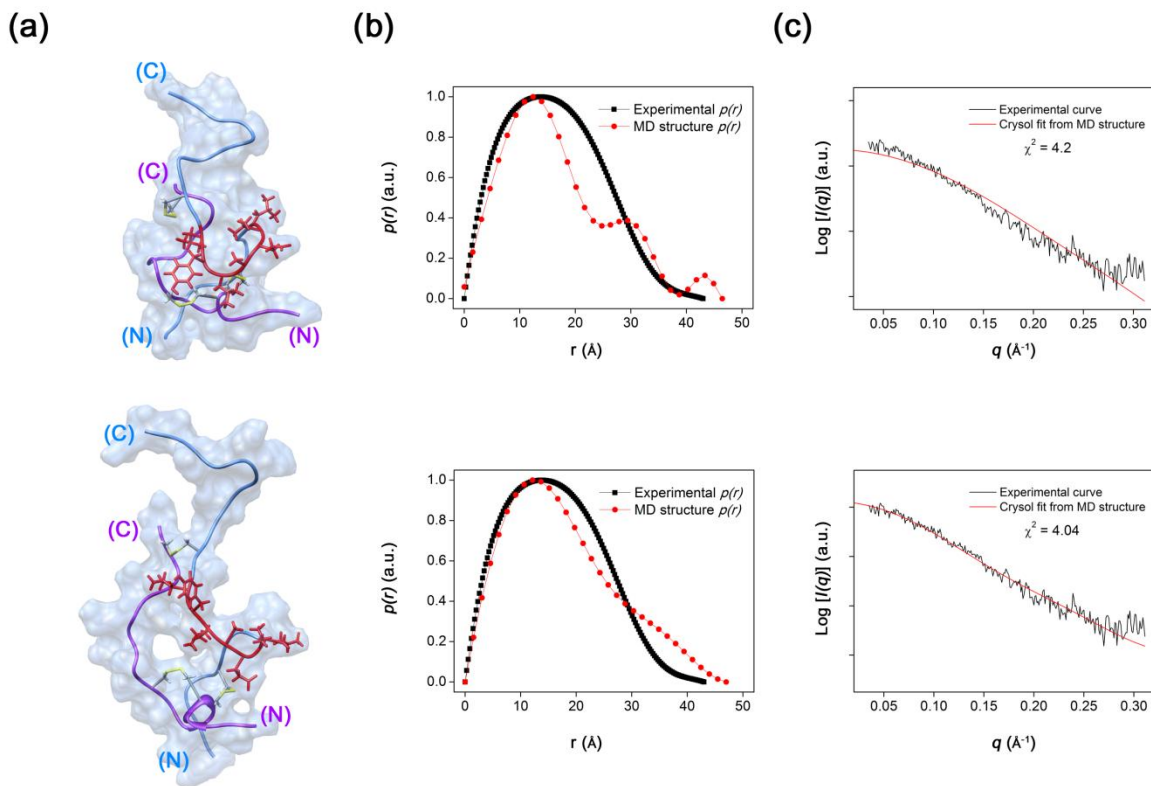 (a)
(b)
(c)
(C)
(C)
(N)
(N)
1.0
0.8
0.6
0.4
0.2
0.0
p(r) (a.u.)
Experimental p(r)
MD structure p(r)
0 10 20 30 40 50
r (Å)
Log [I(q)] (a.u.)
Experimental curve
Crysol fit from MD structure
χ² = 4.2
0.05 0.10 0.15 0.20 0.25 0.30
q (Å⁻¹)
(C)
(C)
(N)
(N)
1.0
0.8
0.6
0.4
0.2
0.0
p(r) (a.u.)
Experimental p(r)
MD structure p(r)
0 10 20 30 40 50
r (Å)
Log [I(q)] (a.u.)
Experimental curve
Crysol fit from MD structure
χ² = 4.04
0.05 0.10 0.15 0.20 0.25 0.30
q (Å⁻¹)